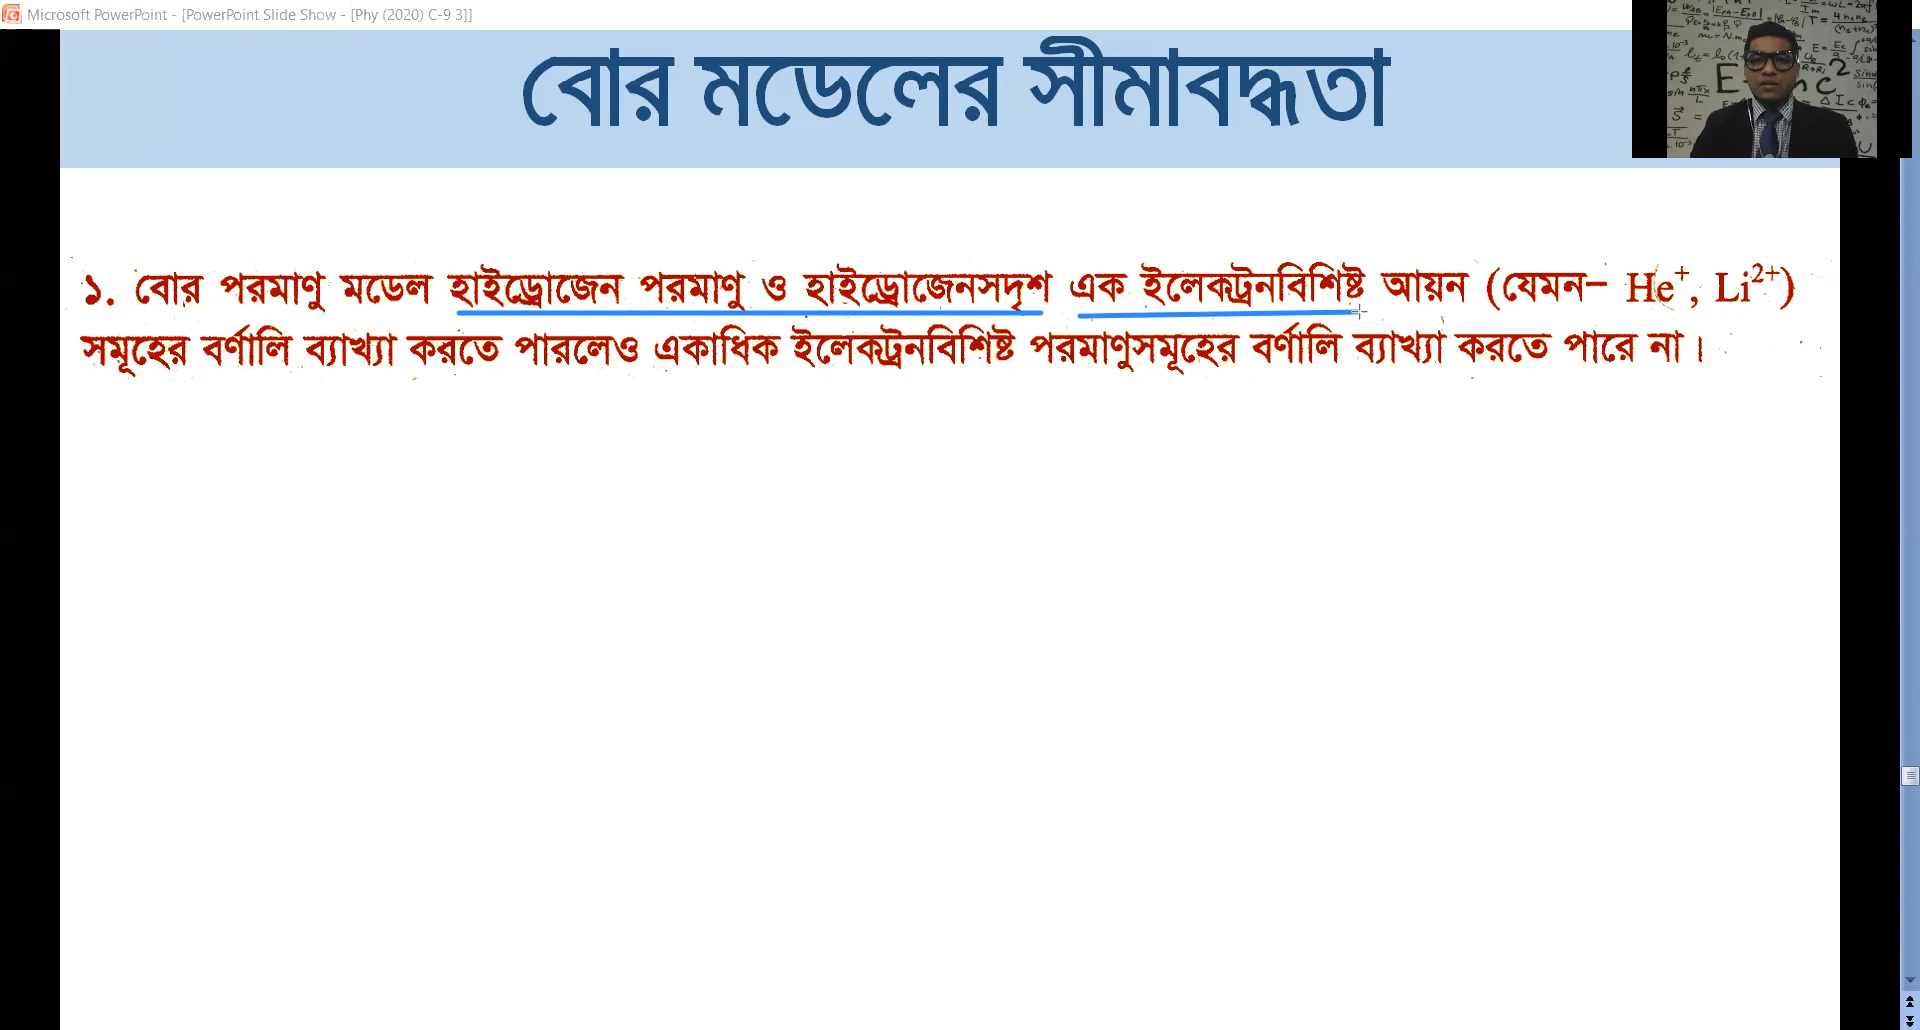 Microsoft PowerPoint - [PowerPoint Slide Show - [Phy (2020) C-9 3]]
বোর মডেলের সীমাবদ্ধতা
১. বোর পরমাণু মডেল হাইড্রোজেন পরমাণু ও হাইড্রোজেনসদৃশ এক ইলেকট্রনবিশিষ্ট আয়ন (যেমন− He⁺, Li²⁺)
সমূহের বর্ণালি ব্যাখ্যা করতে পারলেও একাধিক ইলেকট্রনবিশিষ্ট পরমাণুসমূহের বর্ণালি ব্যাখ্যা করতে পারে না।